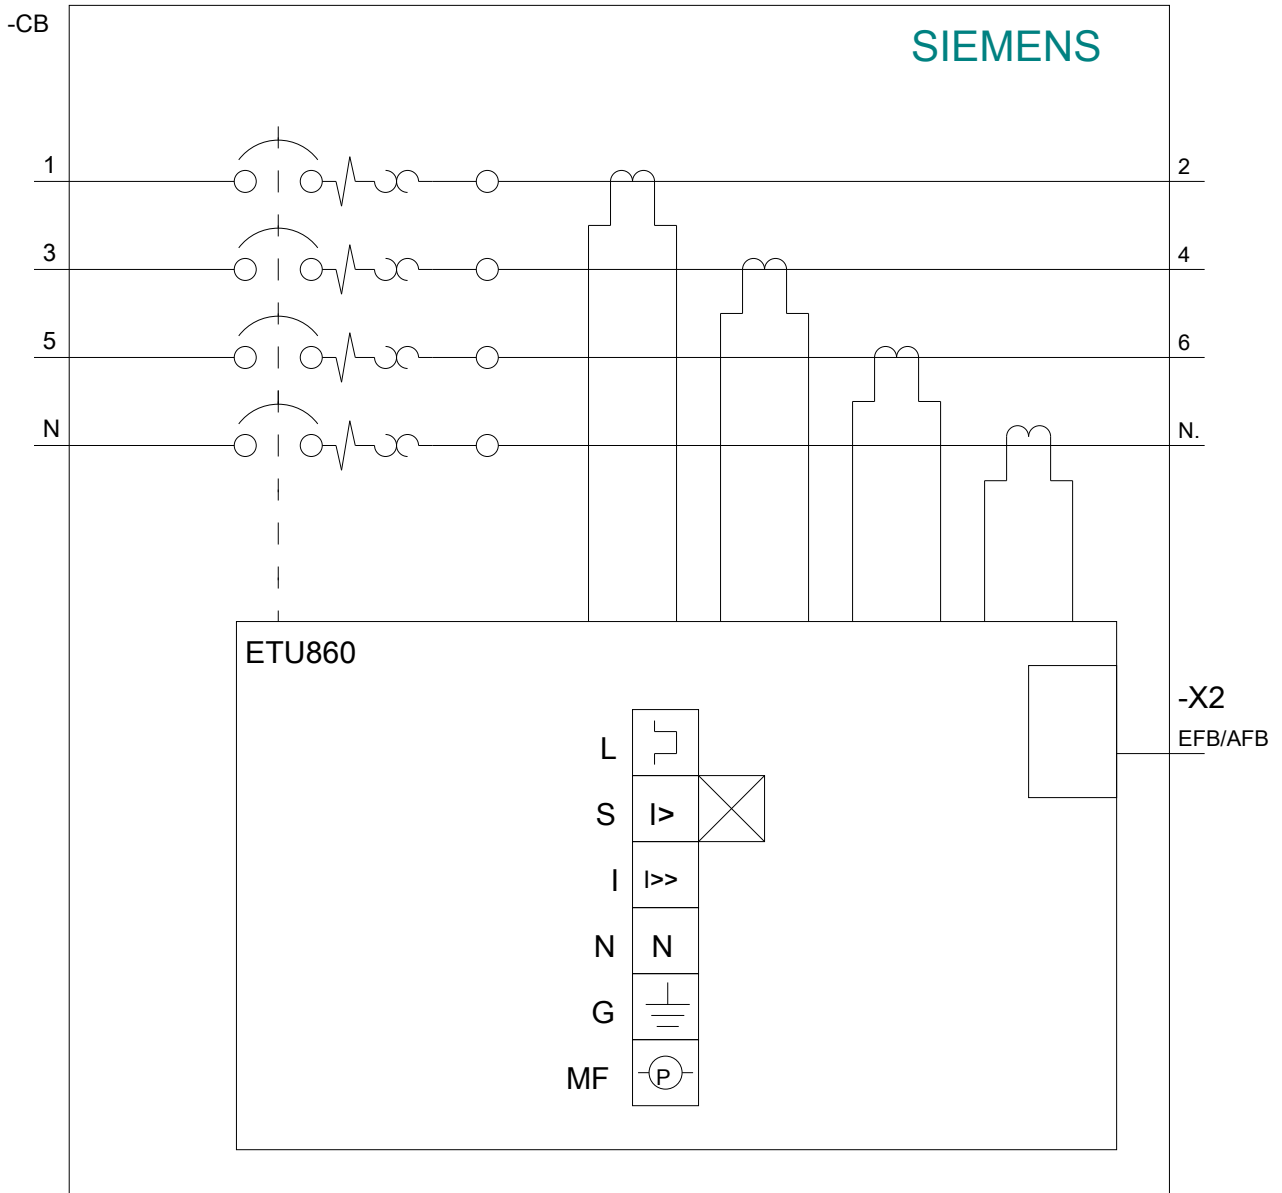 -CB
SIEMENS
1 2
3 4
5 6
N N.
ETU860
-X2
EFB/AFB
L
S I>
I I>>
N N
G
MF P